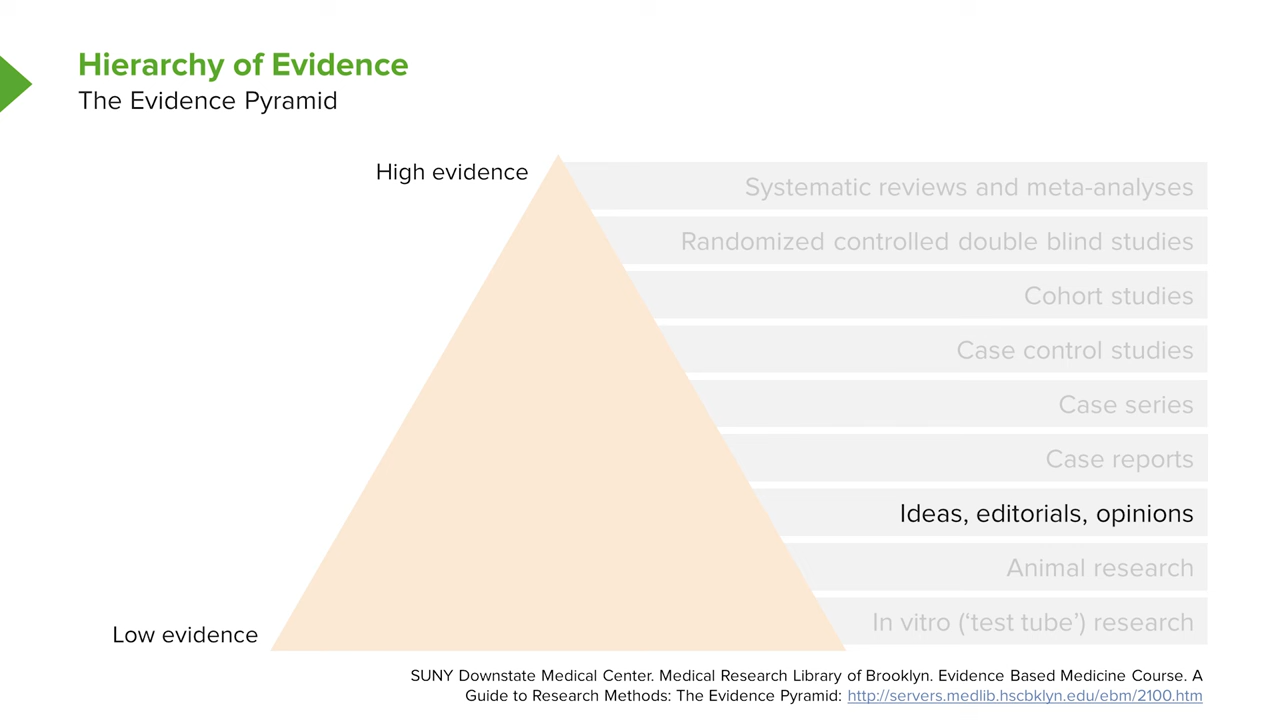 Hierarchy of Evidence
The Evidence Pyramid
High evidence
Systematic reviews and meta-analyses
Randomized controlled double blind studies
Cohort studies
Case control studies
Case series
Case reports
Ideas, editorials, opinions
Animal research
In vitro (‘test tube’) research
Low evidence
SUNY Downstate Medical Center. Medical Research Library of Brooklyn. Evidence Based Medicine Course. A
Guide to Research Methods: The Evidence Pyramid: http://servers.medlib.hscbklyn.edu/ebm/2100.htm